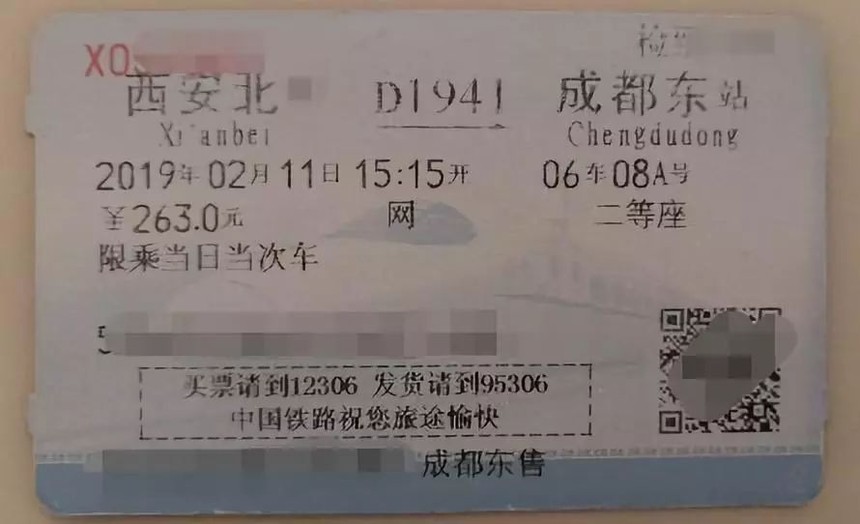 X0
西安北 D1941 成都东站
Xi'anbei Chengdudong
2019年02月11日 15:15开 06车08A号
¥263.0元 网 二等座
限乘当日当次车
买票请到12306 发货请到95306
中国铁路祝您旅途愉快
成都东售